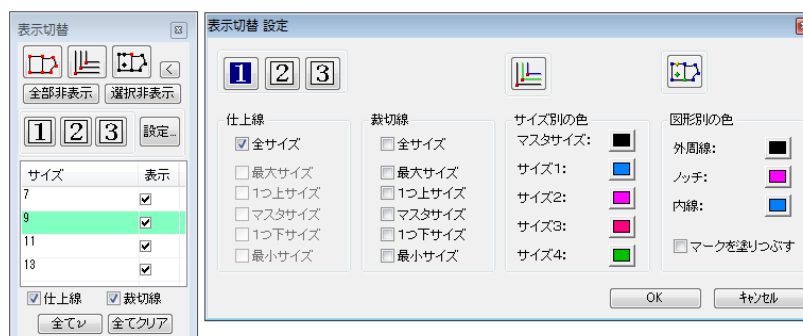 表示切替
<
全部非表示 選択非表示
1 2 3 設定...
サイズ 表示
7
9
11
13
仕上線 裁切線
全てレ 全てクリア
表示切替 設定
1 2 3
仕上線
全サイズ
最大サイズ
1つ上サイズ
マスタサイズ
1つ下サイズ
最小サイズ
裁切線
全サイズ
最大サイズ
1つ上サイズ
マスタサイズ
1つ下サイズ
最小サイズ
サイズ別の色
マスタサイズ:
サイズ1:
サイズ2:
サイズ3:
サイズ4:
図形別の色
外周線:
ノッチ:
内線:
マークを塗りつぶす
OK キャンセル